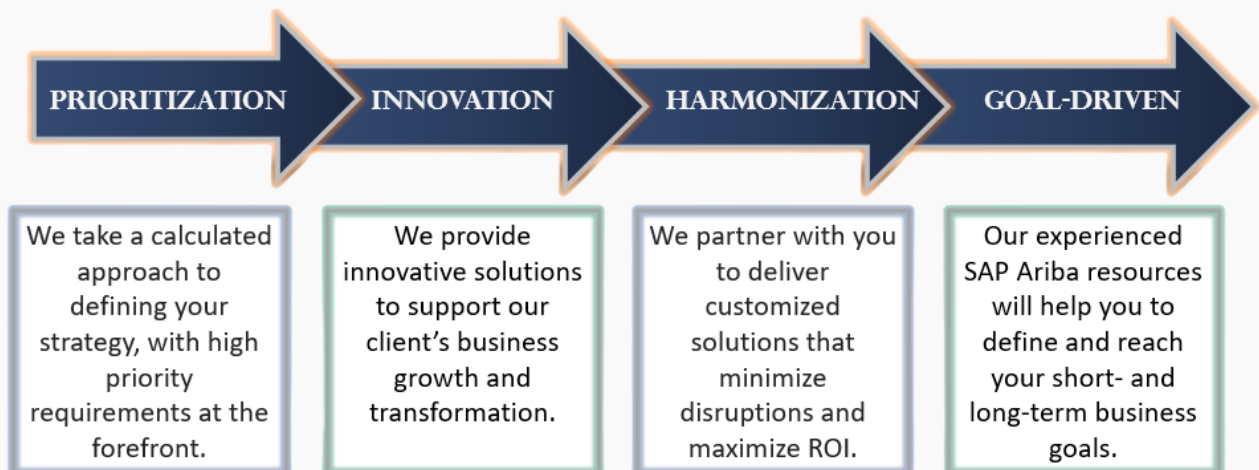 PRIORITIZATION
INNOVATION
HARMONIZATION
GOAL-DRIVEN
We take a calculated
approach to
defining your
strategy, with high
priority
requirements at the
forefront.
We provide
innovative solutions
to support our
client’s business
growth and
transformation.
We partner with you
to deliver
customized
solutions that
minimize
disruptions and
maximize ROI.
Our experienced
SAP Ariba resources
will help you to
define and reach
your short- and
long-term business
goals.